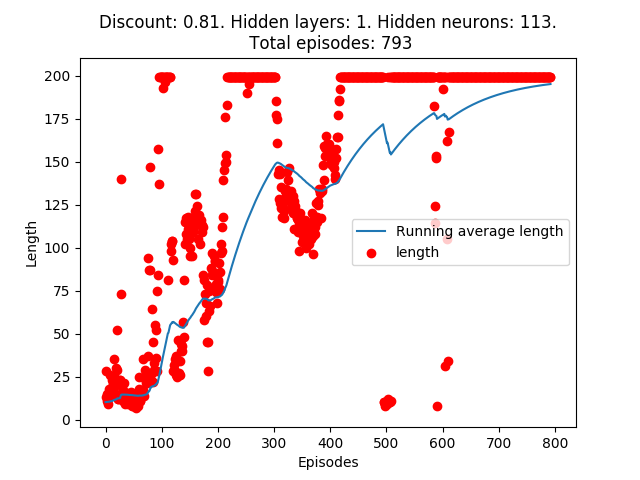 Discount: 0.81. Hidden layers: 1. Hidden neurons: 113.
Total episodes: 793
200
175
150
125
100
75
50
25
0
Length
Running average length
length
0 100 200 300 400 500 600 700 800
Episodes